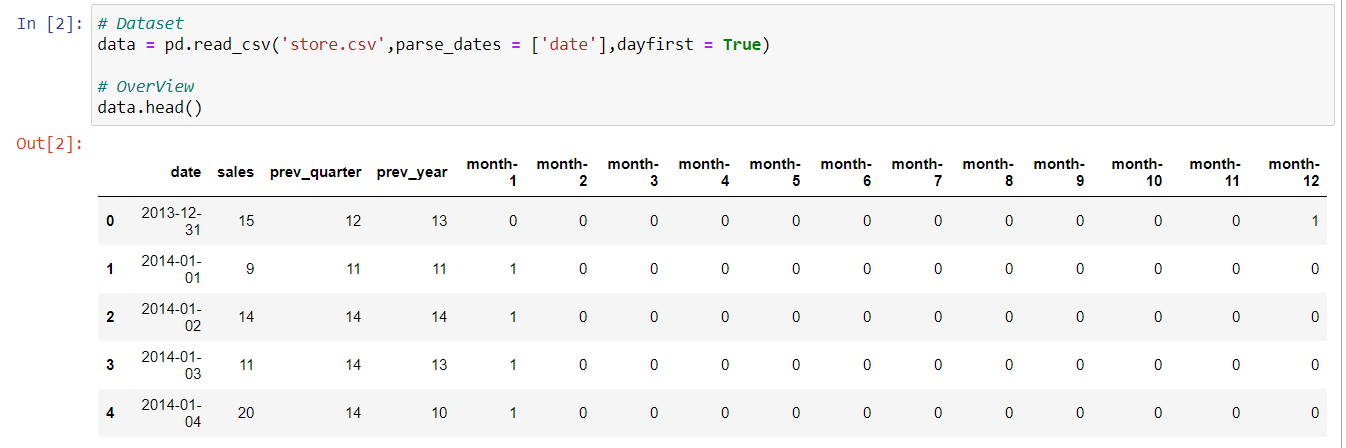 In [2]: # Dataset
data = pd.read_csv('store.csv',parse_dates = ['date'],dayfirst = True)
# OverView
data.head()
Out[2]:
date sales prev_quarter prev_year month-1 month-2 month-3 month-4 month-5 month-6 month-7 month-8 month-9 month-10 month-11 month-12
0 2013-12-31 15 12 13 0 0 0 0 0 0 0 0 0 0 0 1
1 2014-01-01 9 11 11 1 0 0 0 0 0 0 0 0 0 0 0
2 2014-01-02 14 14 14 1 0 0 0 0 0 0 0 0 0 0 0
3 2014-01-03 11 14 13 1 0 0 0 0 0 0 0 0 0 0 0
4 2014-01-04 20 14 10 1 0 0 0 0 0 0 0 0 0 0 0